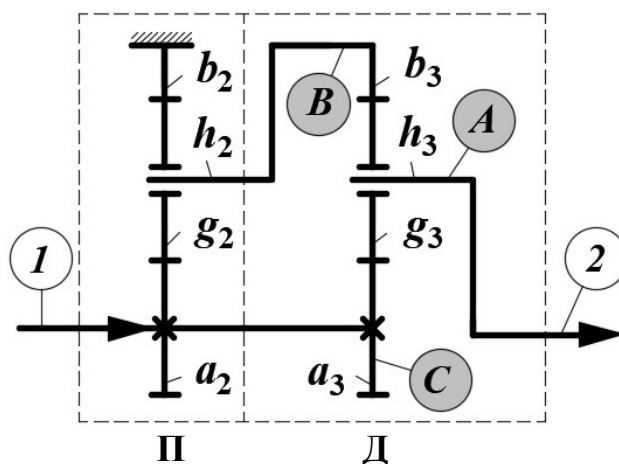 b₂ B b₃
h₂ h₃ A
1 g₂ g₃ 2
a₂ a₃ C
П Д